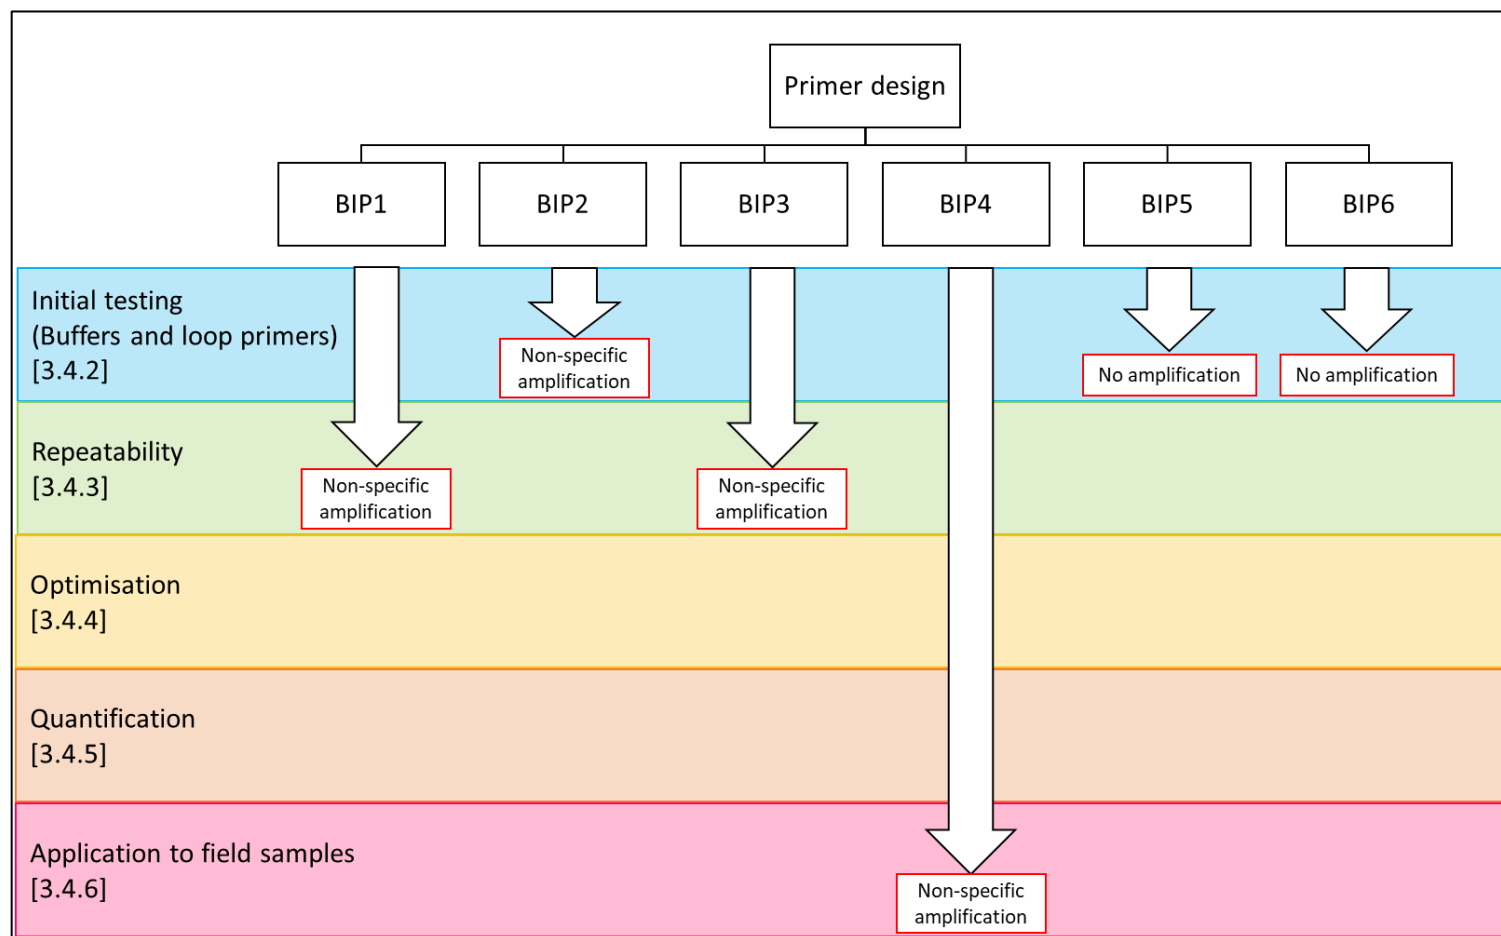 Primer design
BIP1
BIP2
BIP3
BIP4
BIP5
BIP6
Initial testing
(Buffers and loop primers)
[3.4.2]
Non-specific
amplification
No amplification
No amplification
Repeatability
[3.4.3]
Non-specific
amplification
Non-specific
amplification
Optimisation
[3.4.4]
Quantification
[3.4.5]
Application to field samples
[3.4.6]
Non-specific
amplification